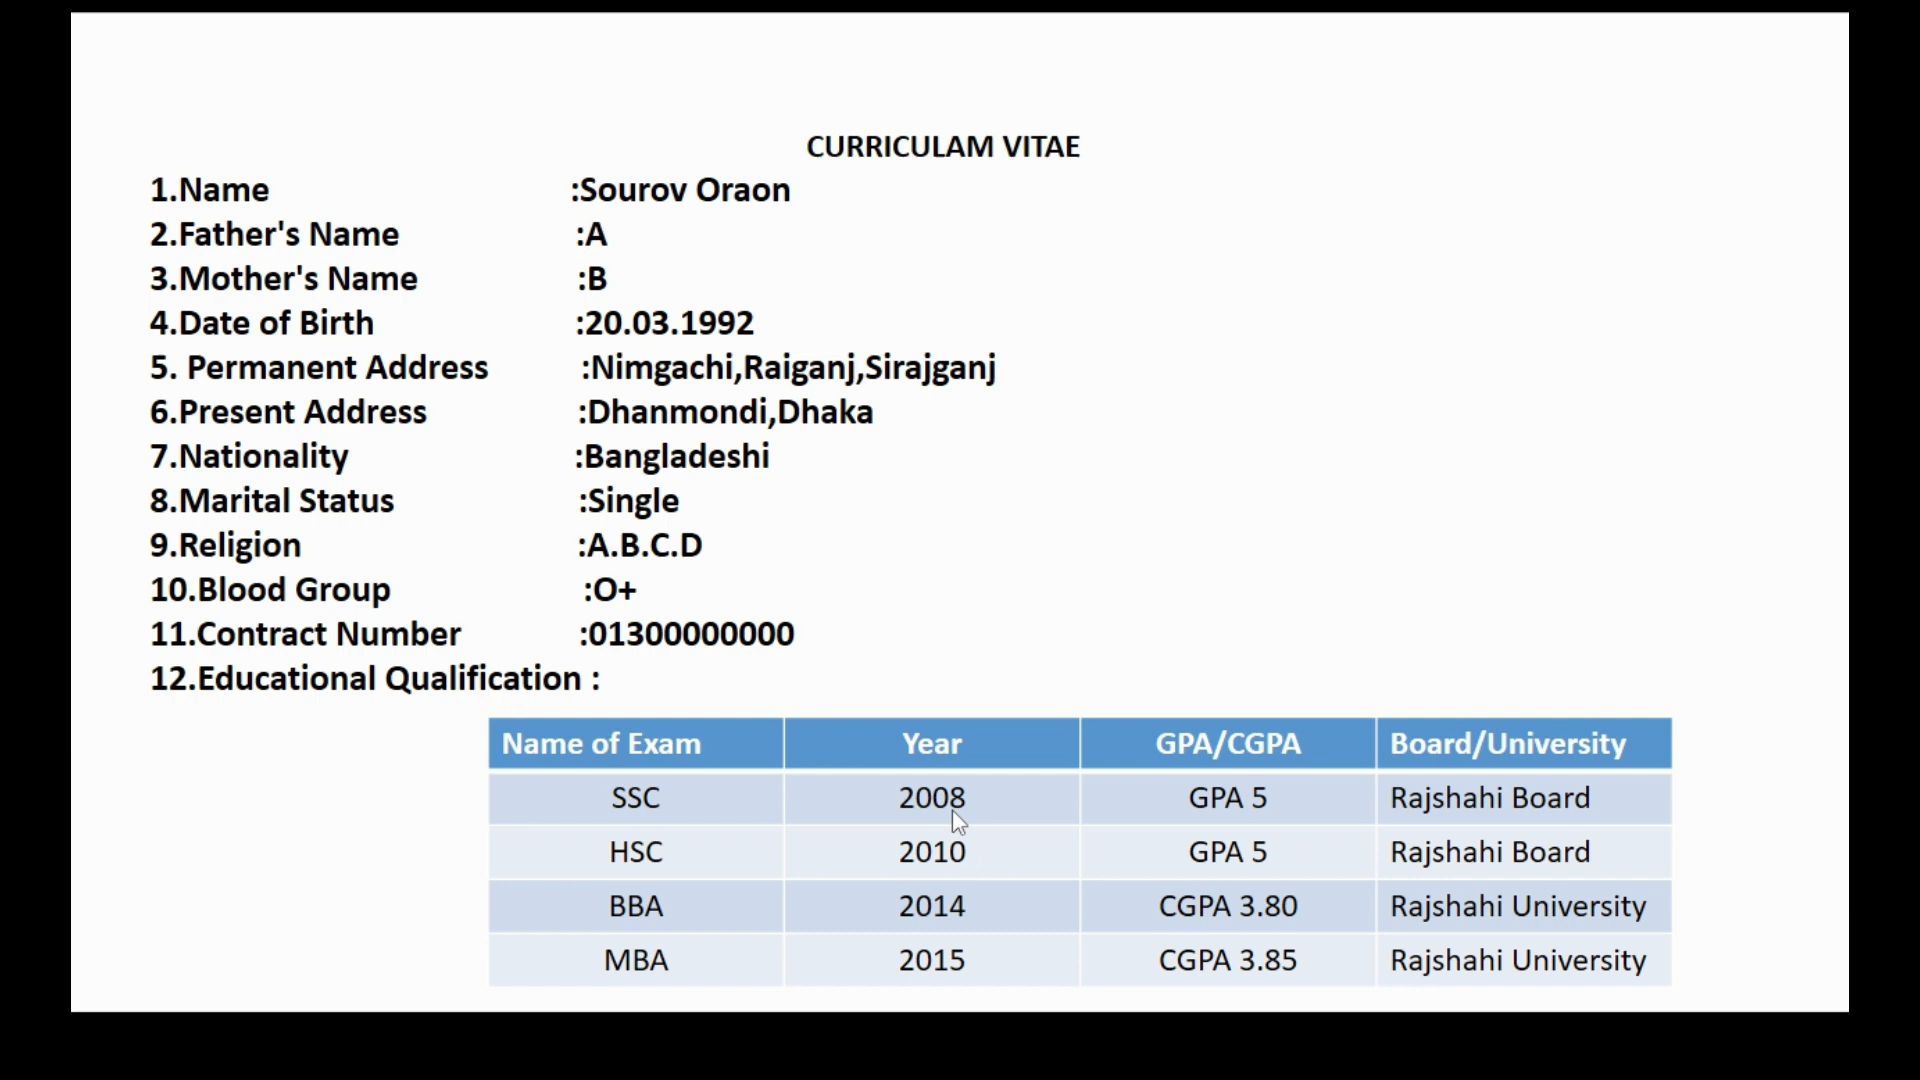 CURRICULAM VITAE
1.Name :Sourov Oraon
2.Father's Name :A
3.Mother's Name :B
4.Date of Birth :20.03.1992
5. Permanent Address :Nimgachi,Raiganj,Sirajganj
6.Present Address :Dhanmondi,Dhaka
7.Nationality :Bangladeshi
8.Marital Status :Single
9.Religion :A.B.C.D
10.Blood Group :O+
11.Contract Number :01300000000
12.Educational Qualification :
Name of Exam Year GPA/CGPA Board/University
SSC 2008 GPA 5 Rajshahi Board
HSC 2010 GPA 5 Rajshahi Board
BBA 2014 CGPA 3.80 Rajshahi University
MBA 2015 CGPA 3.85 Rajshahi University